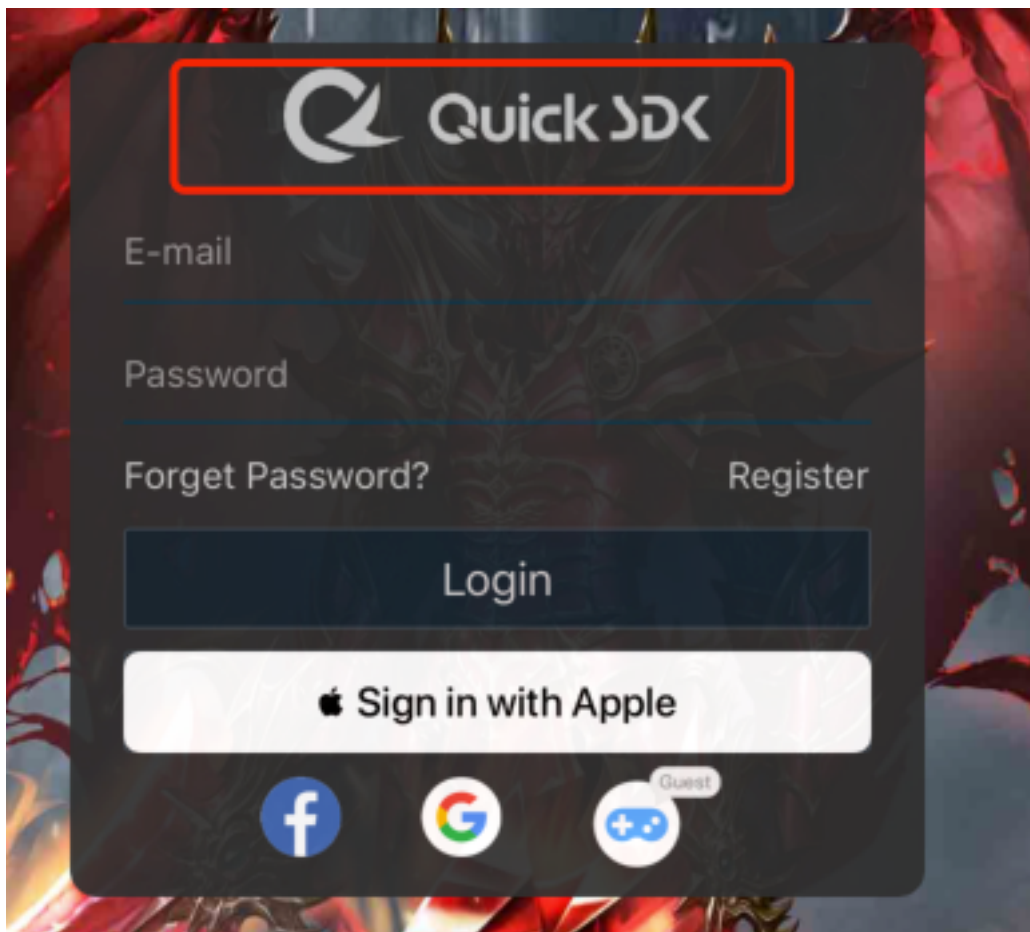 Quick SDK
E-mail
Password
Forget Password?
Register
Login
Sign in with Apple
Guest